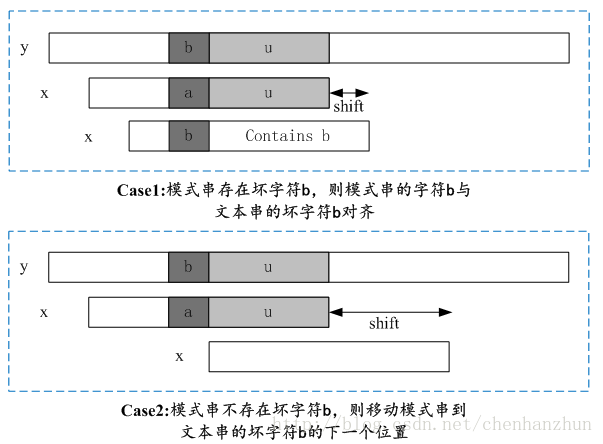 y b u
x a u
shift
x b Contains b
Case1:模式串存在坏字符b，则模式串的字符b与
文本串的坏字符b对齐
y b u
x a u
shift
x
Case2:模式串不存在坏字符b，则移动模式串到
文本串的坏字符b的下一个位置
http://blog.csdn.net/chenhanzhun